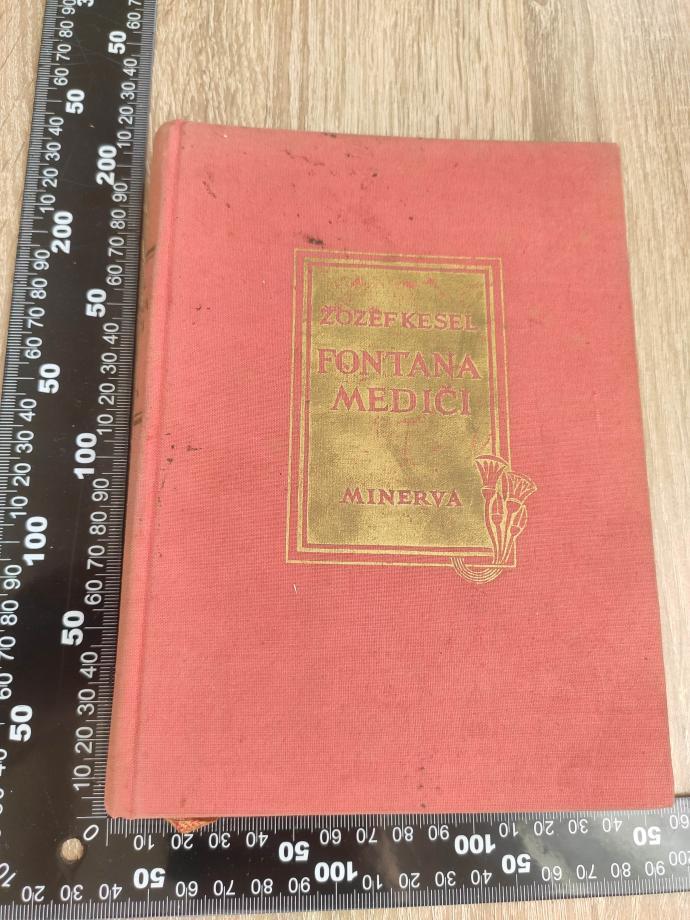 ŽOZEF KESEL
FONTANA
MEDIČI
MINERVA